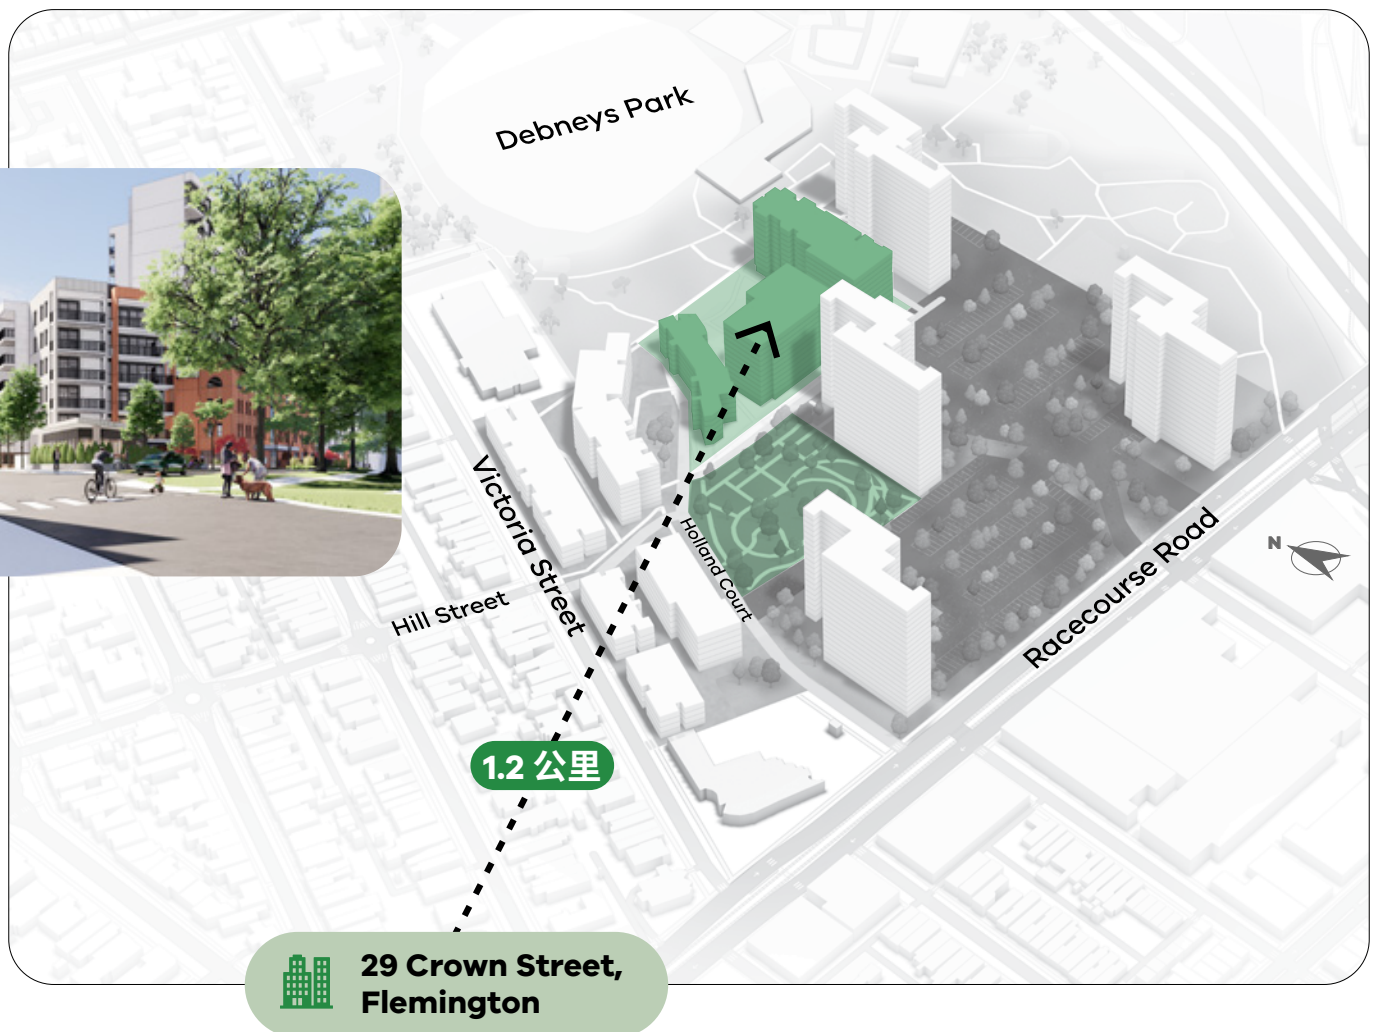 Debneys Park
Victoria Street
Holland Court
Hill Street
Racecourse Road
N
1.2 公里
29 Crown Street,
Flemington